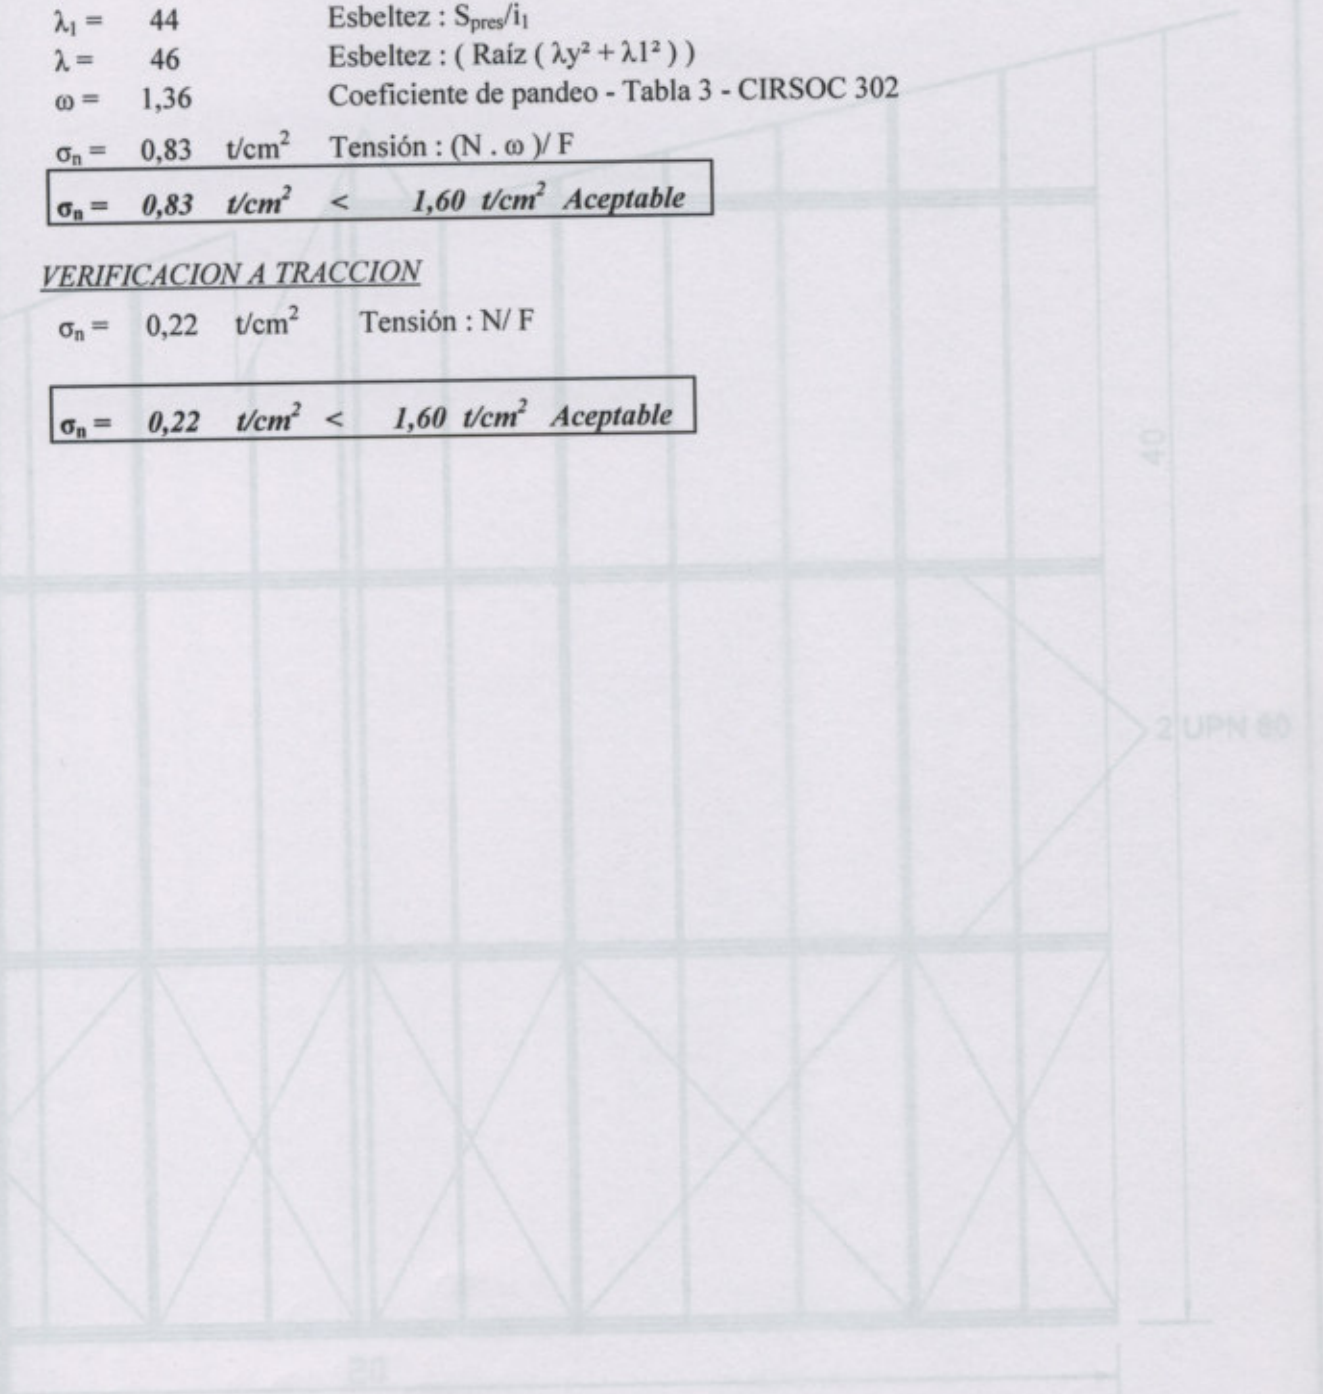 λ₁ = 44 Esbeltez : Spres/i₁
λ = 46 Esbeltez : ( Raíz ( λy² + λ1² ) )
ω = 1,36 Coeficiente de pandeo - Tabla 3 - CIRSOC 302
σn = 0,83 t/cm² Tensión : (N . ω )/ F
σn = 0,83 t/cm² < 1,60 t/cm² Aceptable
VERIFICACION A TRACCION
σn = 0,22 t/cm² Tensión : N/ F
σn = 0,22 t/cm² < 1,60 t/cm² Aceptable
40
2 UPN 80
20